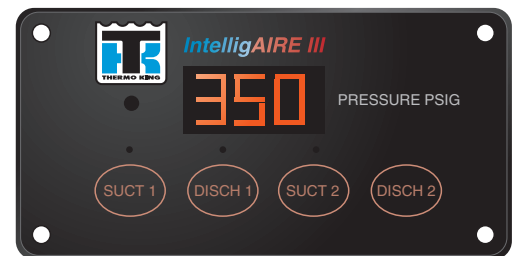 IntelligAIRE III
THERMO KING
350
PRESSURE PSIG
SUCT 1
DISCH 1
SUCT 2
DISCH 2